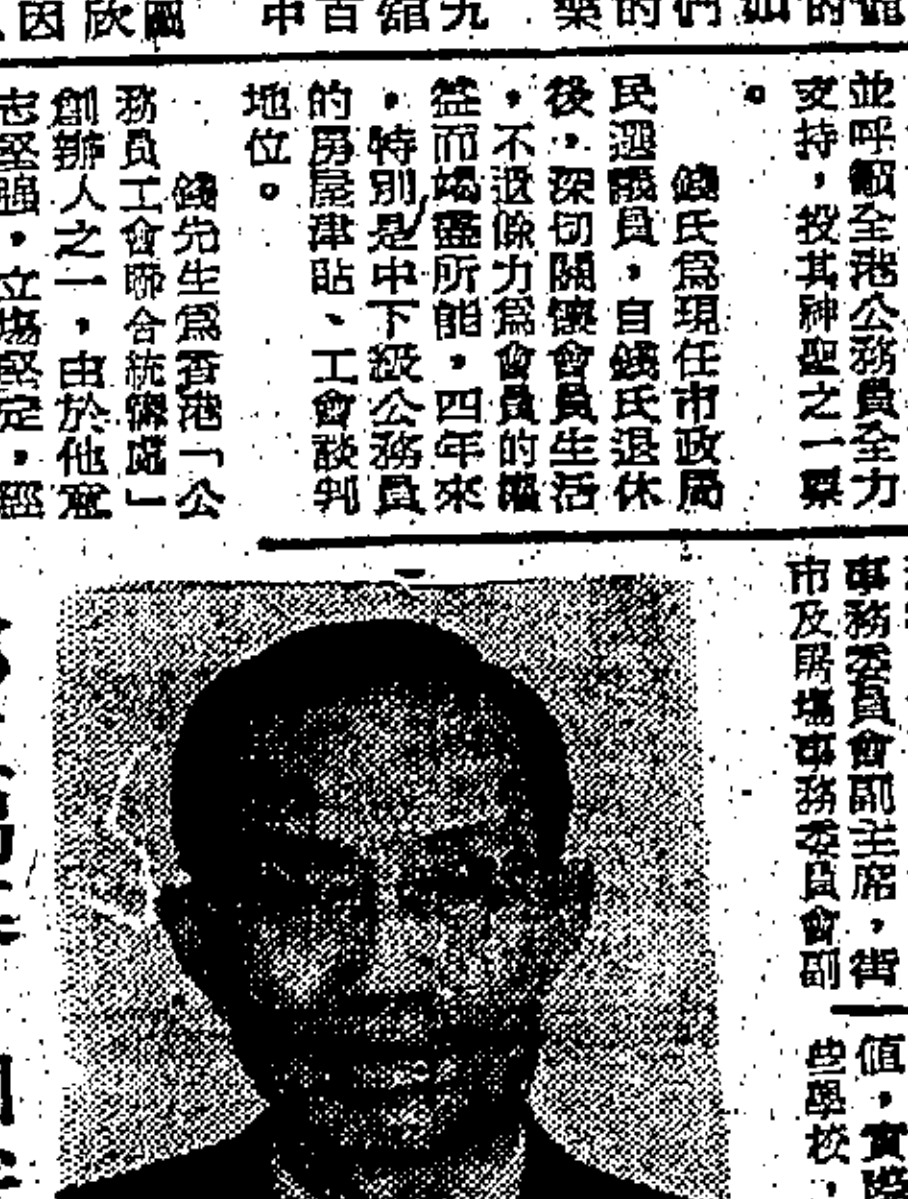 並呼籲全港公務員全力
支持，投其神聖之一票
。
錢氏為現任市政局
民選議員，自錢氏退休
後，深切關懷會員生活
，不遺餘力為會員的權
益而竭盡所能，四年來
，特別是中下級公務員
的房屋津貼、工會談判
地位。
錢先生為香港「公
務員工會聯合統籌處」
創辦人之一，由於他意
志堅強，立場堅定，經
事務委員會副主席，街
市及屠場事務委員會副
值，實際
些學校，